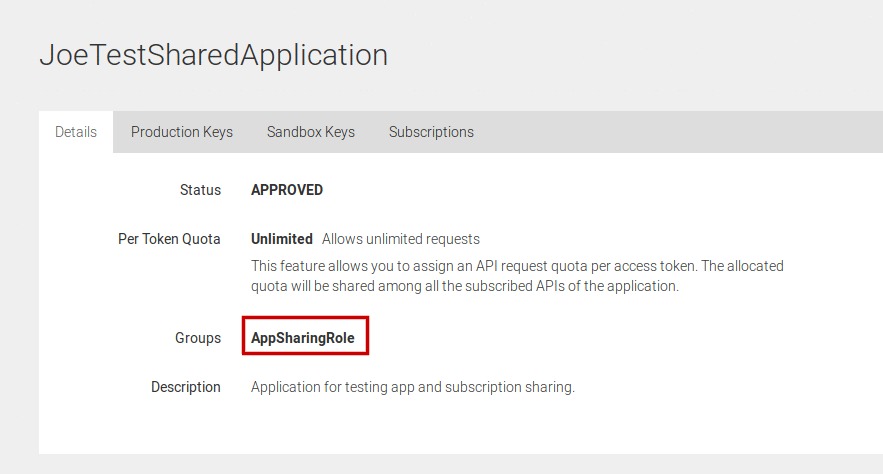 JoeTestSharedApplication
Details Production Keys Sandbox Keys Subscriptions
Status APPROVED
Per Token Quota Unlimited Allows unlimited requests
This feature allows you to assign an API request quota per access token. The allocated
quota will be shared among all the subscribed APIs of the application.
Groups AppSharingRole
Description Application for testing app and subscription sharing.